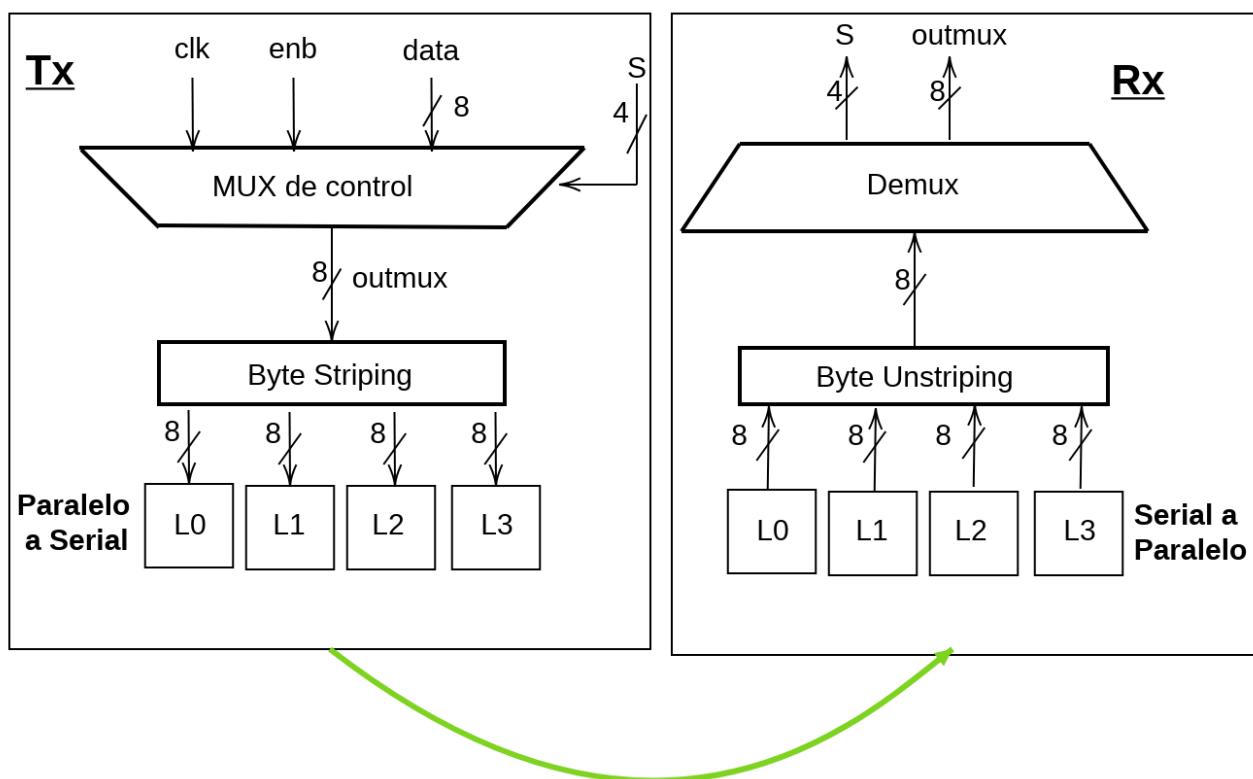 Tx
clk
enb
data
8
S
4
MUX de control
8
outmux
Byte Striping
8
8
8
8
Paralelo
a Serial
L0
L1
L2
L3
S
outmux
Rx
4
8
Demux
8
Byte Unstriping
8
8
8
8
L0
L1
L2
L3
Serial a
Paralelo